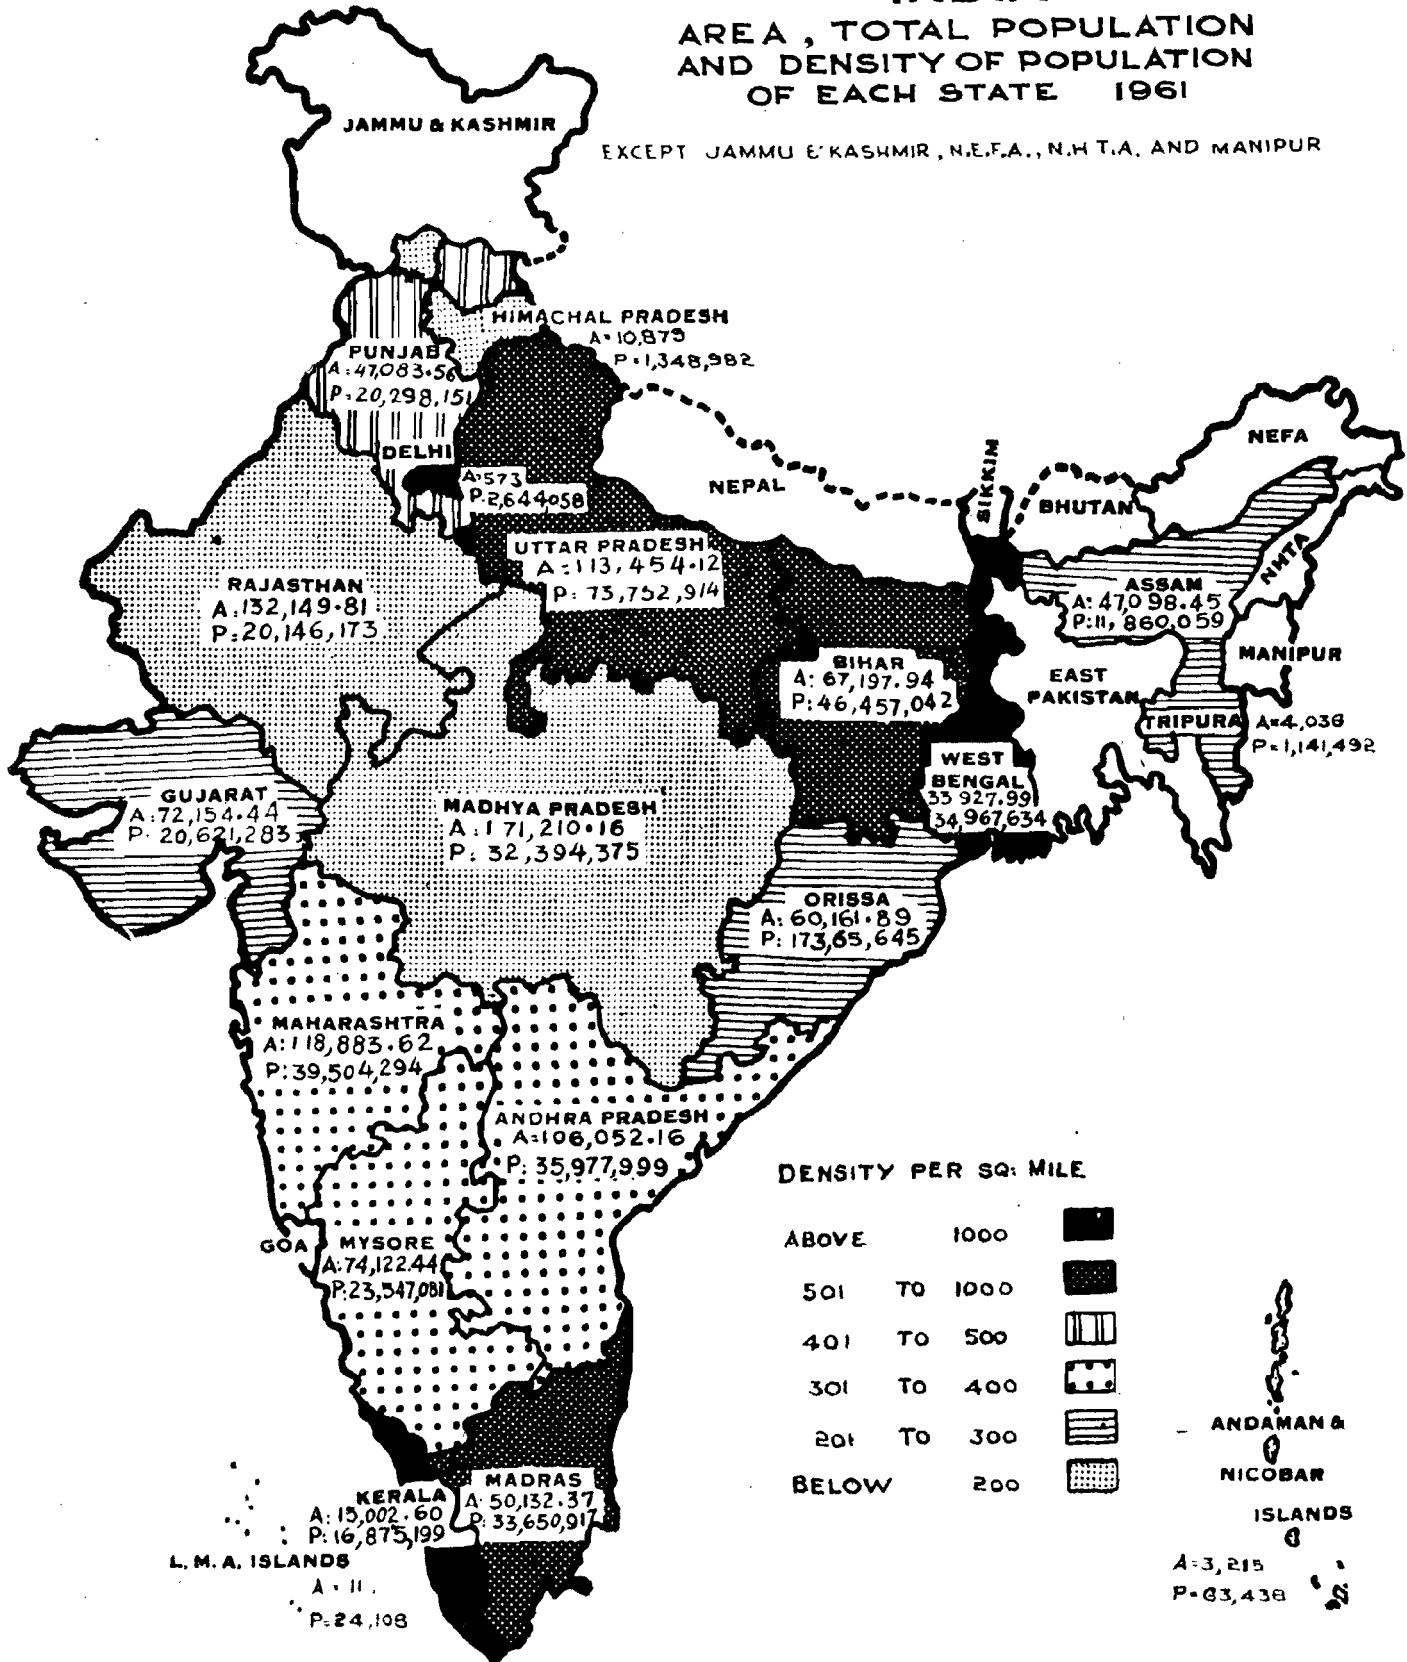 AREA, TOTAL POPULATION
AND DENSITY OF POPULATION
OF EACH STATE 1961
EXCEPT JAMMU & KASHMIR, N.E.F.A., N.H T.A. AND MANIPUR
JAMMU & KASHMIR
HIMACHAL PRADESH
A=10,879
P=1,348,982
PUNJAB
A:47,083.56
P:20,298,151
DELHI
A=573
P:2,644,058
NEPAL
SIKKIM
BHUTAN
NEFA
NHTA
UTTAR PRADESH
A:113,454.12
P: 73,752,914
RAJASTHAN
A:132,149.81
P:20,146,173
ASSAM
A: 47,098.45
P:11,860,059
MANIPUR
BIHAR
A: 67,197.94
P:46,457,042
EAST
PAKISTAN
TRIPURA
A=4,036
P=1,141,492
WEST
BENGAL
33 927.99
34,967,634
GUJARAT
A:72,154.44
P. 20,621,283
MADHYA PRADESH
A:171,210.16
P: 32,394,375
ORISSA
A: 60,161.89
P: 173,65,645
MAHARASHTRA
A:118,883.62
P:39,504,294
ANDHRA PRADESH
A=106,052.16
P: 35,977,999
GOA
MYSORE
A:74,122.44
P:23,547,081
DENSITY PER SQ: MILE
ABOVE 1000
501 TO 1000
401 TO 500
301 TO 400
201 TO 300
BELOW 200
MADRAS
A: 50,132.37
P: 33,650,917
KERALA
A:15,002.60
P:16,875,199
L. M. A. ISLANDS
A = 11.
P=24,108
ANDAMAN &
NICOBAR
ISLANDS
A=3,215
P=63,438